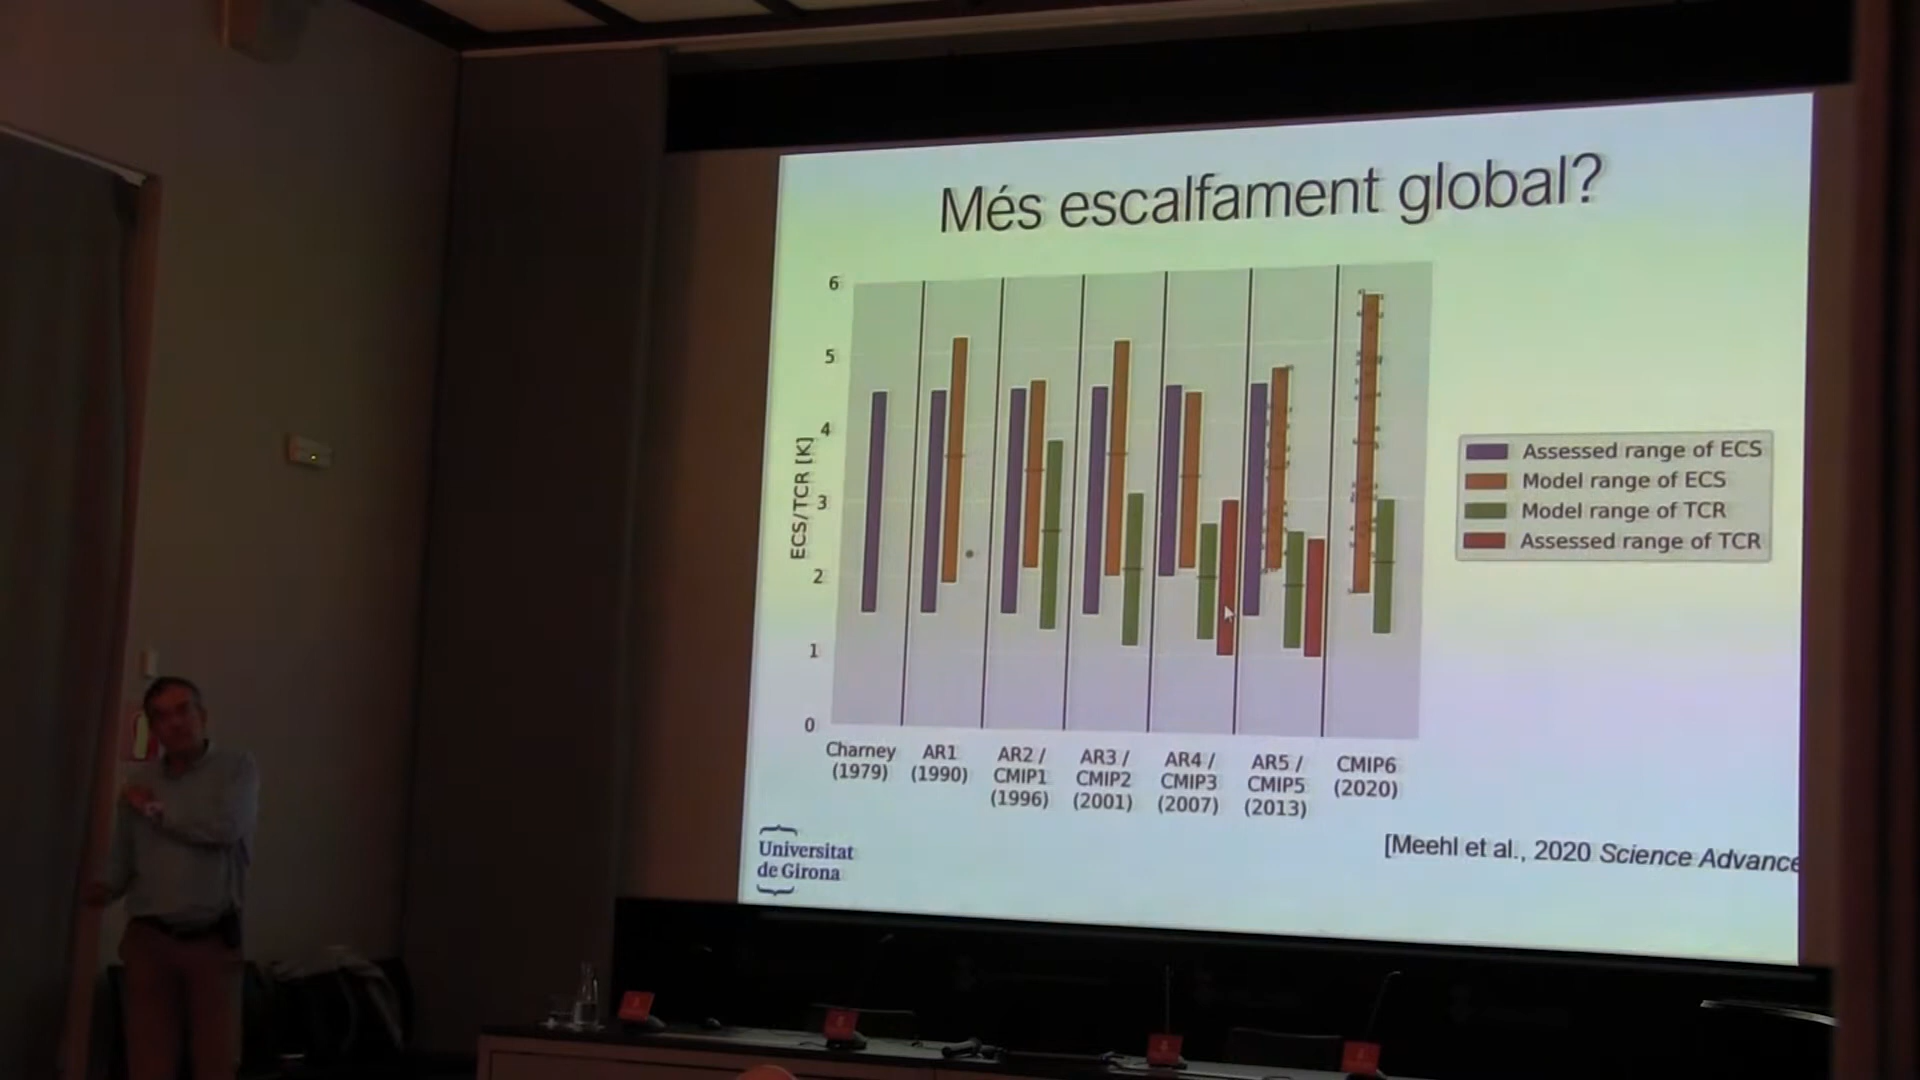 Més escalfament global?
6
5
4
3
2
1
0
ECS/TCR [K]
Assessed range of ECS
Model range of ECS
Model range of TCR
Assessed range of TCR
Charney
(1979)
AR1
(1990)
AR2 /
CMIP1
(1996)
AR3 /
CMIP2
(2001)
AR4 /
CMIP3
(2007)
AR5 /
CMIP5
(2013)
CMIP6
(2020)
[Meehl et al., 2020 Science Advance
Universitat
de Girona